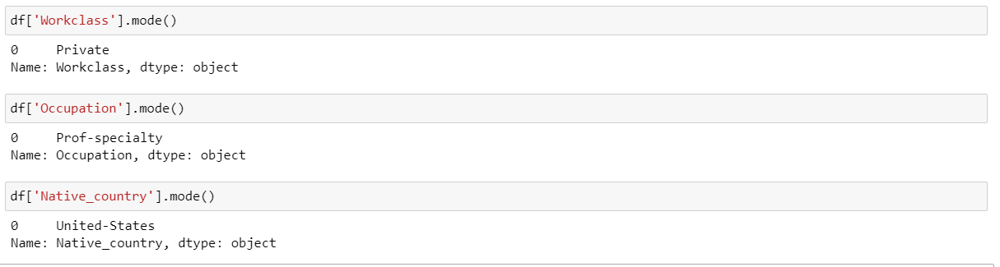 df['Workclass'].mode()
0     Private
Name: Workclass, dtype: object
df['Occupation'].mode()
0     Prof-specialty
Name: Occupation, dtype: object
df['Native_country'].mode()
0     United-States
Name: Native_country, dtype: object